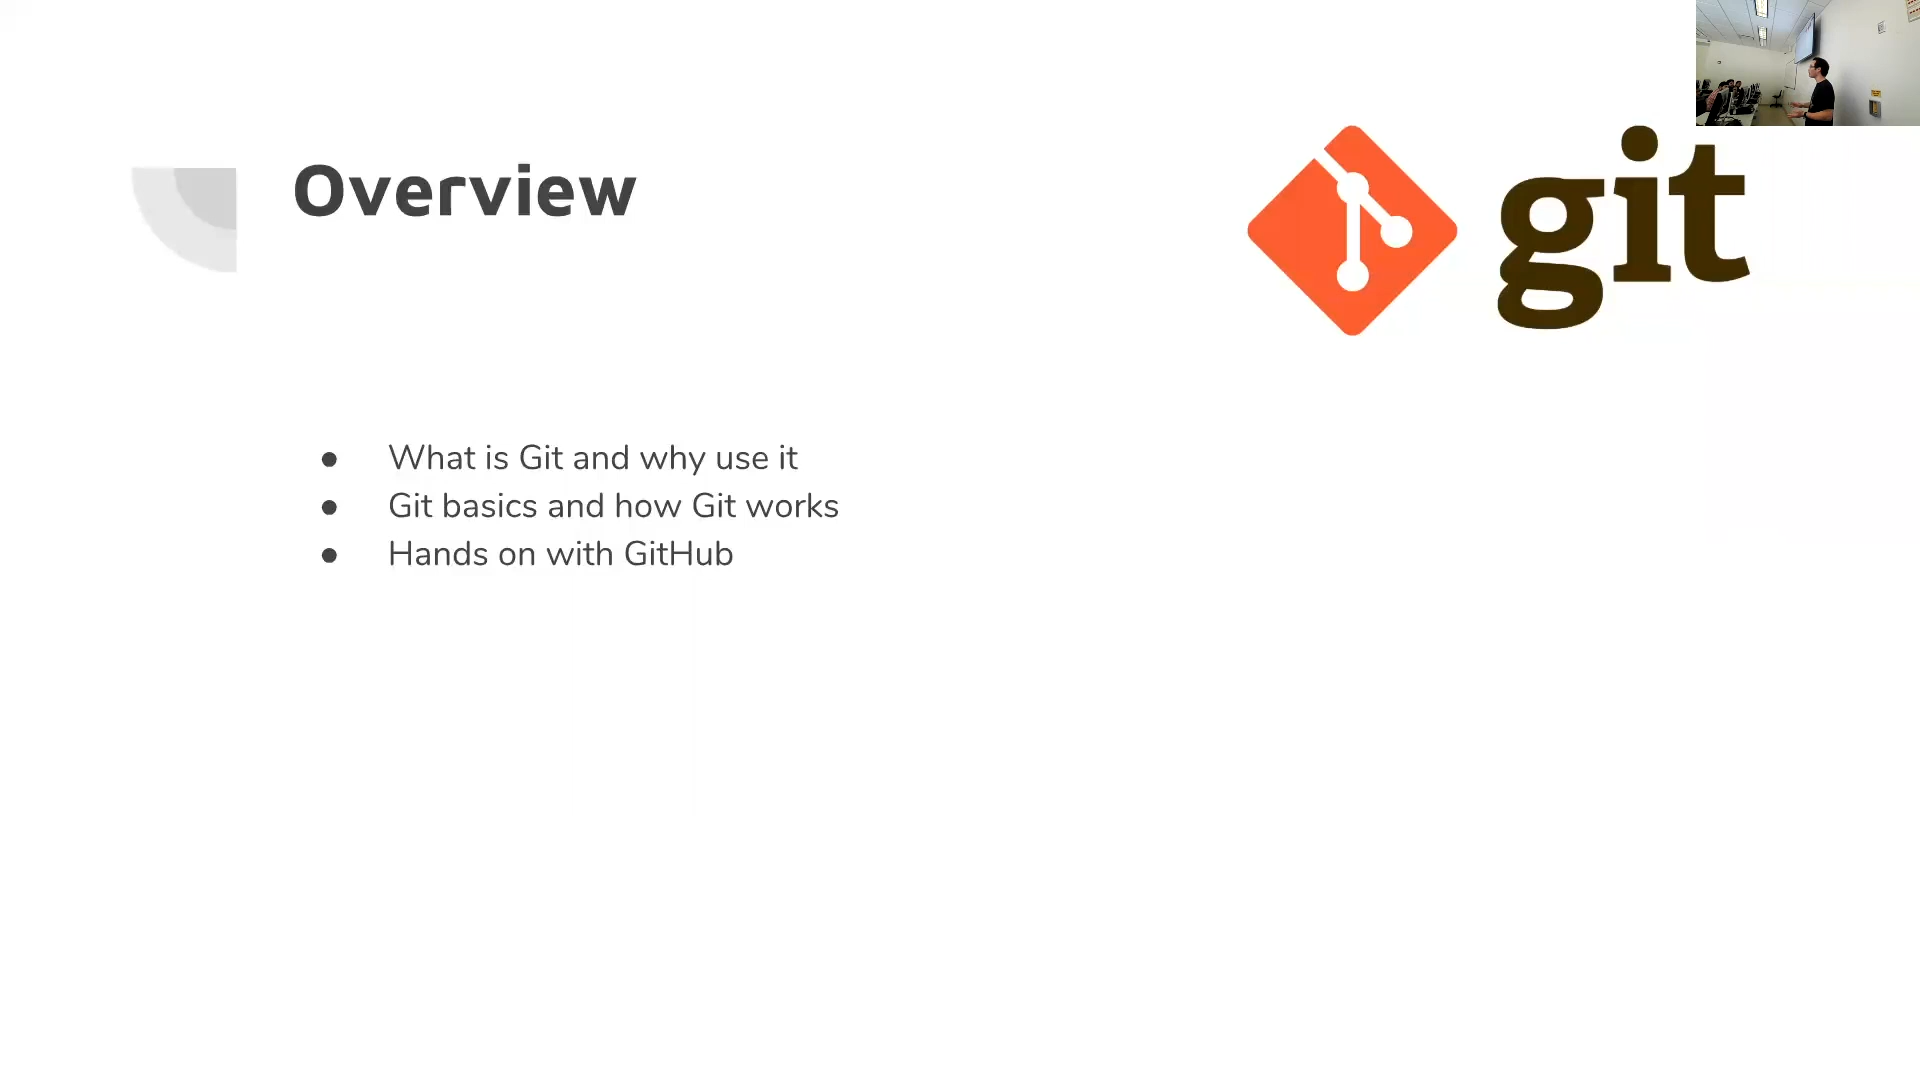 Overview
git
What is Git and why use it
Git basics and how Git works
Hands on with GitHub